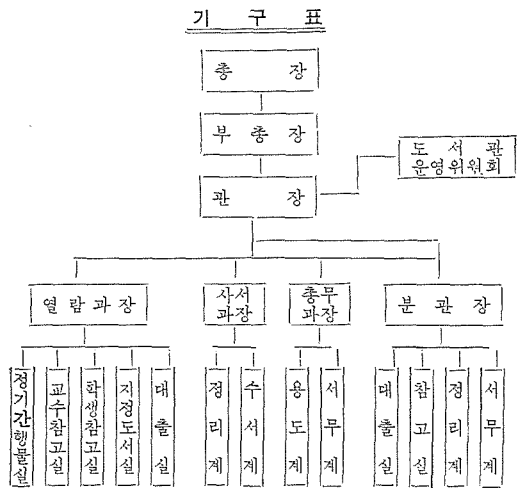 기 구 표
총 장
부 총 장
관 장
도 서 관
운영위원회
열 람 과 장
사서
과장
총무
과장
분 관 장
정기간행물실
교수참고실
학생참고실
지정도서실
대출실
정리계
수서계
용도계
서무계
대출실
참고실
정리계
서무계